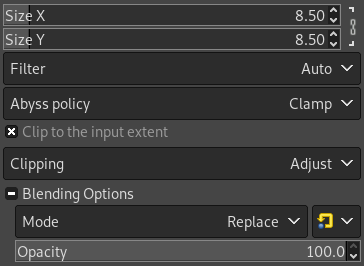 Size X 8.50
Size Y 8.50
Filter Auto
Abyss policy Clamp
Clip to the input extent
Clipping Adjust
Blending Options
Mode Replace
Opacity 100.0